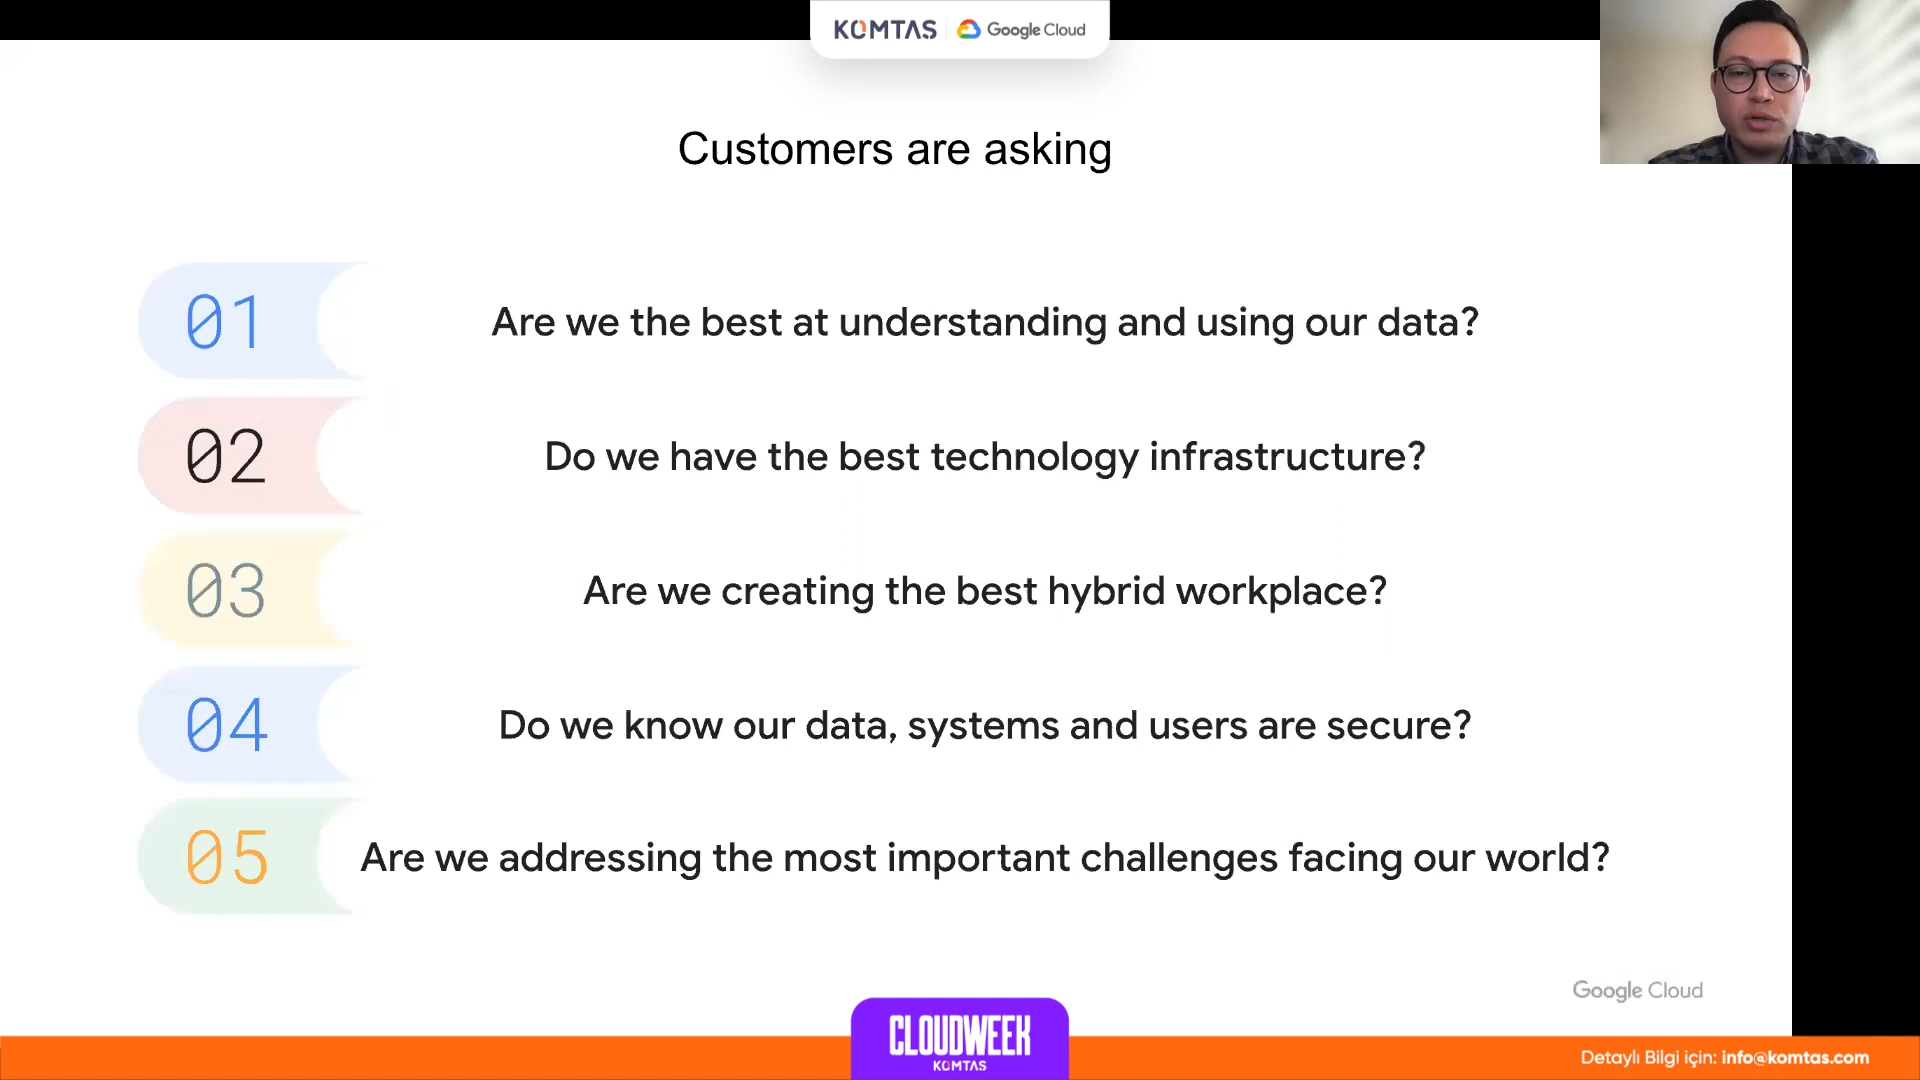 KOMTAS Google Cloud
Customers are asking
01 Are we the best at understanding and using our data?
02 Do we have the best technology infrastructure?
03 Are we creating the best hybrid workplace?
04 Do we know our data, systems and users are secure?
05 Are we addressing the most important challenges facing our world?
Google Cloud
CLOUDWEEK
KOMTAS
Detaylı Bilgi için: info@komtas.com